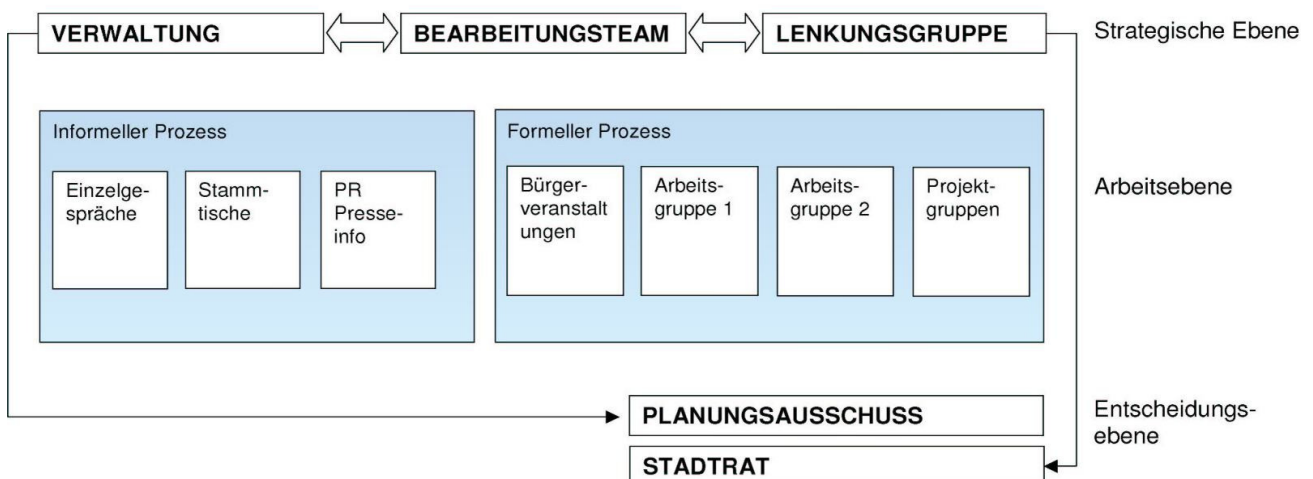 VERWALTUNG
BEARBEITUNGSTEAM
LENKUNGSGRUPPE
Strategische Ebene
Informeller Prozess
Einzelge-
spräche
Stamm-
tische
PR
Presse-
info
Formeller Prozess
Bürger-
veranstalt
ungen
Arbeits-
gruppe 1
Arbeits-
gruppe 2
Projekt-
gruppen
Arbeitsebene
PLANUNGSAUSSCHUSS
STADTRAT
Entscheidungs-
ebene